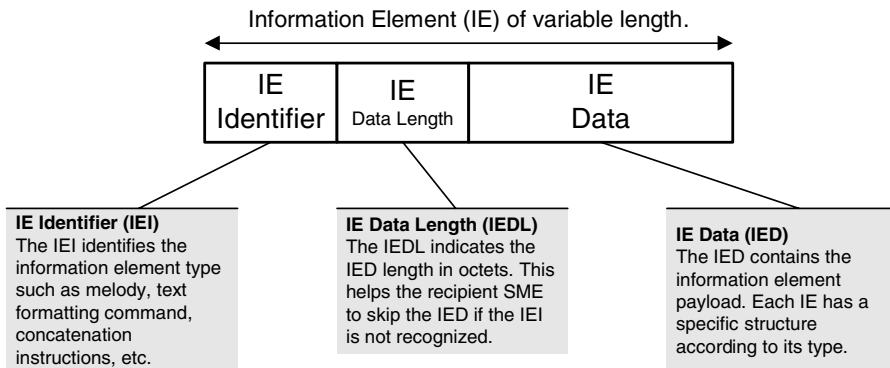 Information Element (IE) of variable length.
IE
Identifier
IE
Data Length
IE
Data
IE Identifier (IEI)
The IEI identifies the
information element type
such as melody, text
formatting command,
concatenation
instructions, etc.
IE Data Length (IEDL)
The IEDL indicates the
IED length in octets. This
helps the recipient SME
to skip the IED if the IEI
is not recognized.
IE Data (IED)
The IED contains the
information element
payload. Each IE has a
specific structure
according to its type.